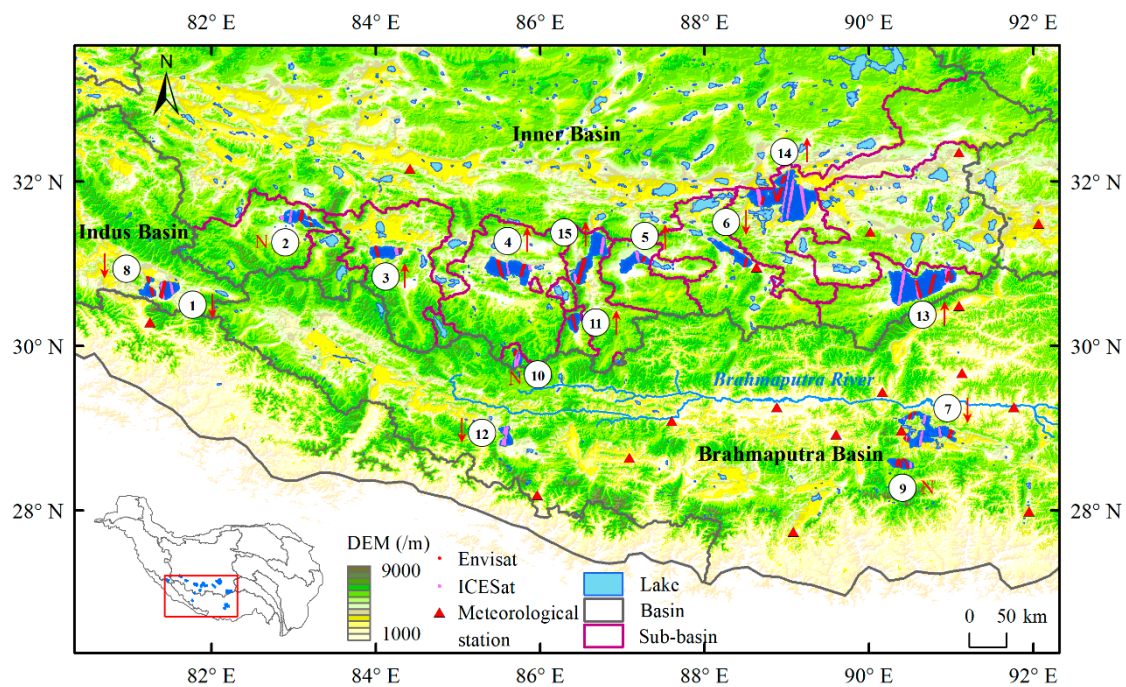 82° E 84° E 86° E 88° E 90° E 92° E
N
Inner Basin
14
32° N 32° N
Indus Basin
N 2
4 15 5 6
8
3
1
11
13
30° N 30° N
N 10
Brahmaputra River
7
12
Brahmaputra Basin
9 N
28° N 28° N
DEM (/m)
9000
1000
Envisat
ICESat
Meteorological
station
Lake
Basin
Sub-basin
0 50 km
82° E 84° E 86° E 88° E 90° E 92° E